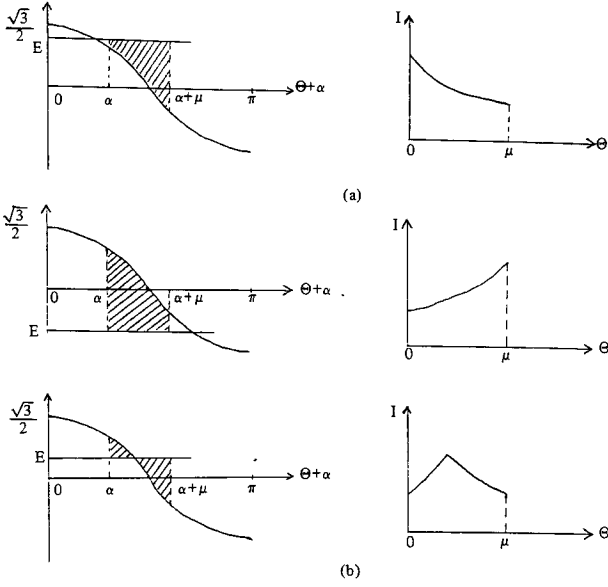 √3/2
E
0 α α+μ π Θ+α
I
0 μ Θ
(a)
√3/2
0 α α+μ π Θ+α
E
I
0 μ Θ
√3/2
E
0 α α+μ π Θ+α
I
0 μ Θ
(b)